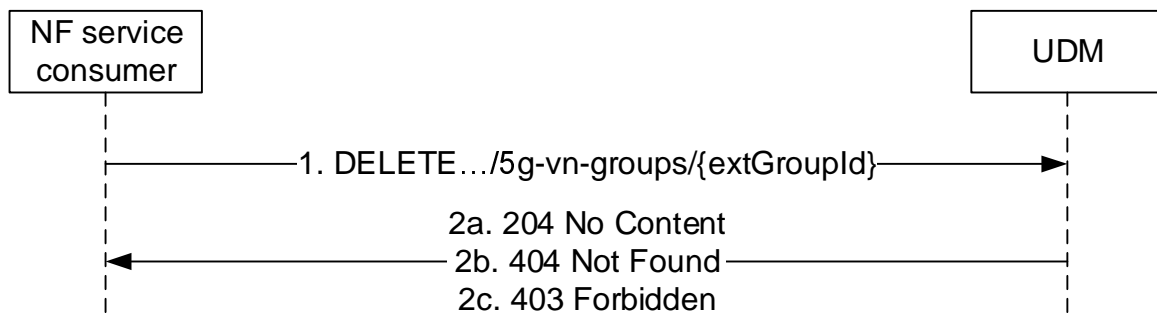 NF service
consumer
UDM
1. DELETE…/5g-vn-groups/{extGroupId}
2a. 204 No Content
2b. 404 Not Found
2c. 403 Forbidden